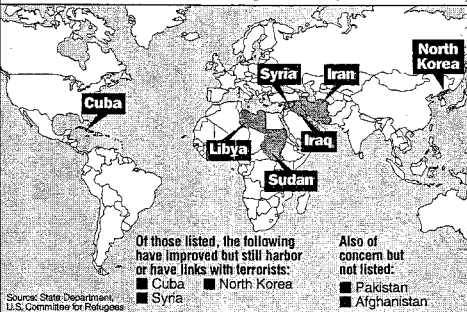 North
Korea
Syria
Iran
Cuba
Libya
Iraq
Sudan
Of those listed, the following
have improved but still harbor
or have links with terrorists:
Cuba
North Korea
Syria
Also of
concern but
not listed:
Pakistan
Afghanistan
Source: State Department,
U.S. Committee for Refugees